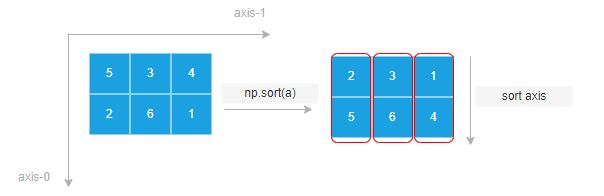 axis-1
5 3 4
2 6 1
np.sort(a)
2 3 1
5 6 4
sort axis
axis-0